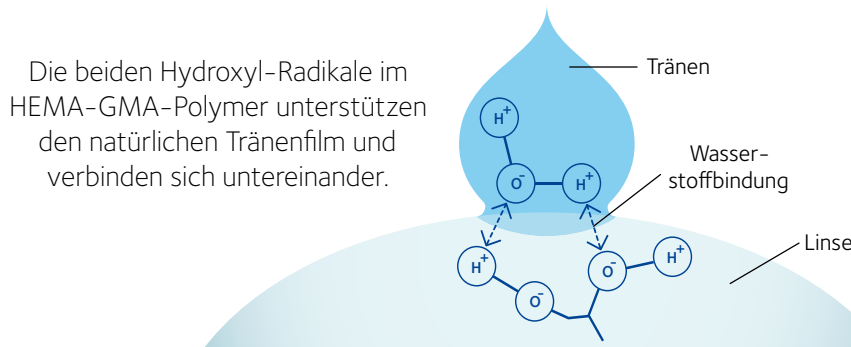 Die beiden Hydroxyl-Radikale im
HEMA-GMA-Polymer unterstützen
den natürlichen Tränenfilm und
verbinden sich untereinander.
Tränen
H+
O-
H+
Wasser-
stoffbindung
Linse
H+
O-
O-
H+